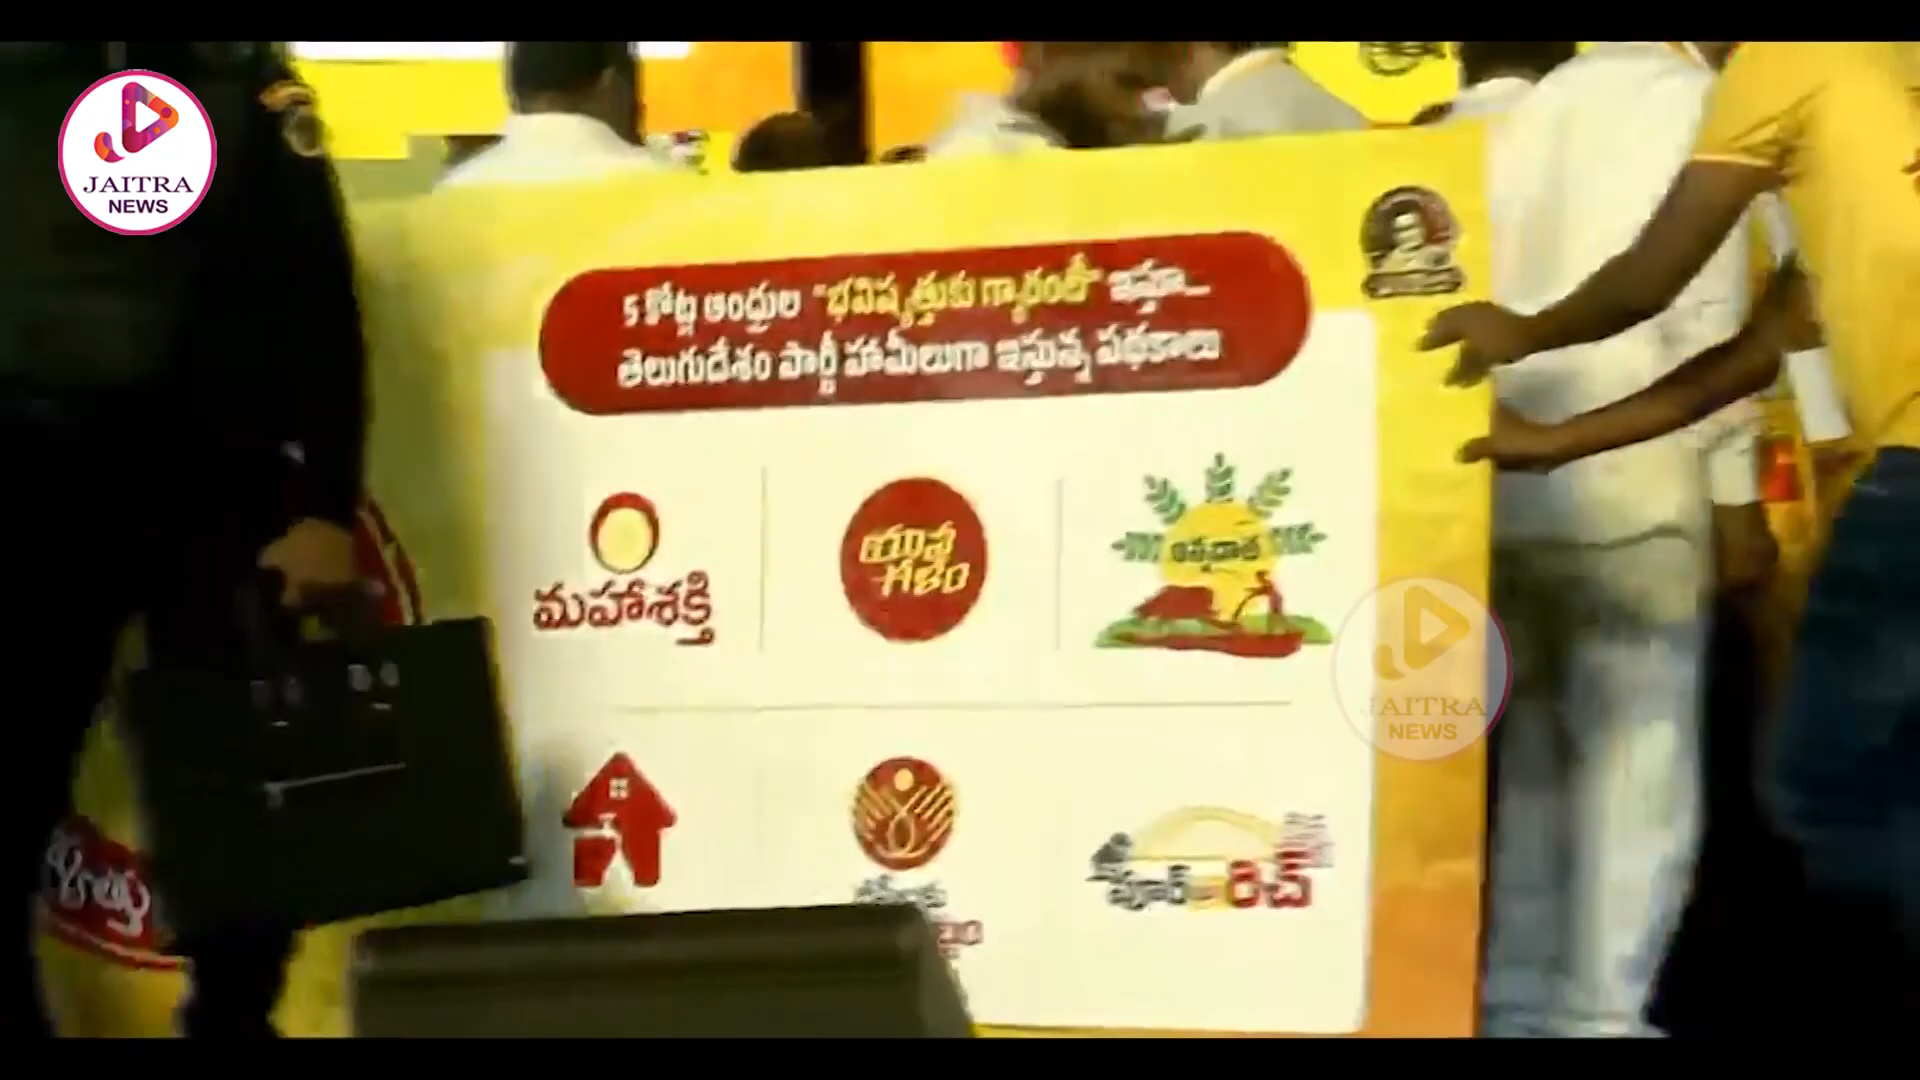 JAITRA
NEWS
5 కోట్ల ఆంధ్రుల "భవిష్యత్తుకు గ్యారంటీ" ఇస్తూ...
తెలుగుదేశం పార్టీ హామీలుగా ఇస్తున్న పథకాలు
మహాశక్తి
యువ
గళం
అన్నదాత
పూర్ రిచ్
JAITRA
NEWS